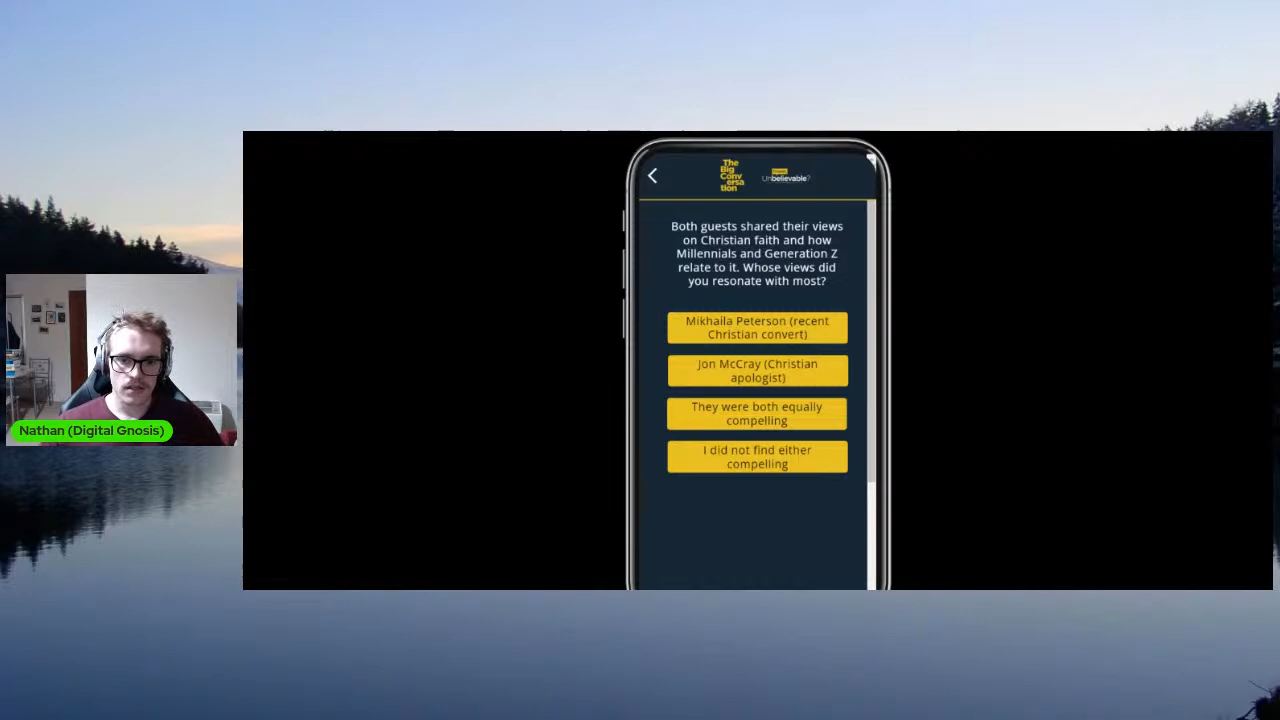 The
Big
Conv
ersa
tion
Unbelievable?
Both guests shared their views
on Christian faith and how
Millennials and Generation Z
relate to it. Whose views did
you resonate with most?
Mikhaila Peterson (recent
Christian convert)
Jon McCray (Christian
apologist)
They were both equally
compelling
I did not find either
compelling
Nathan (Digital Gnosis)